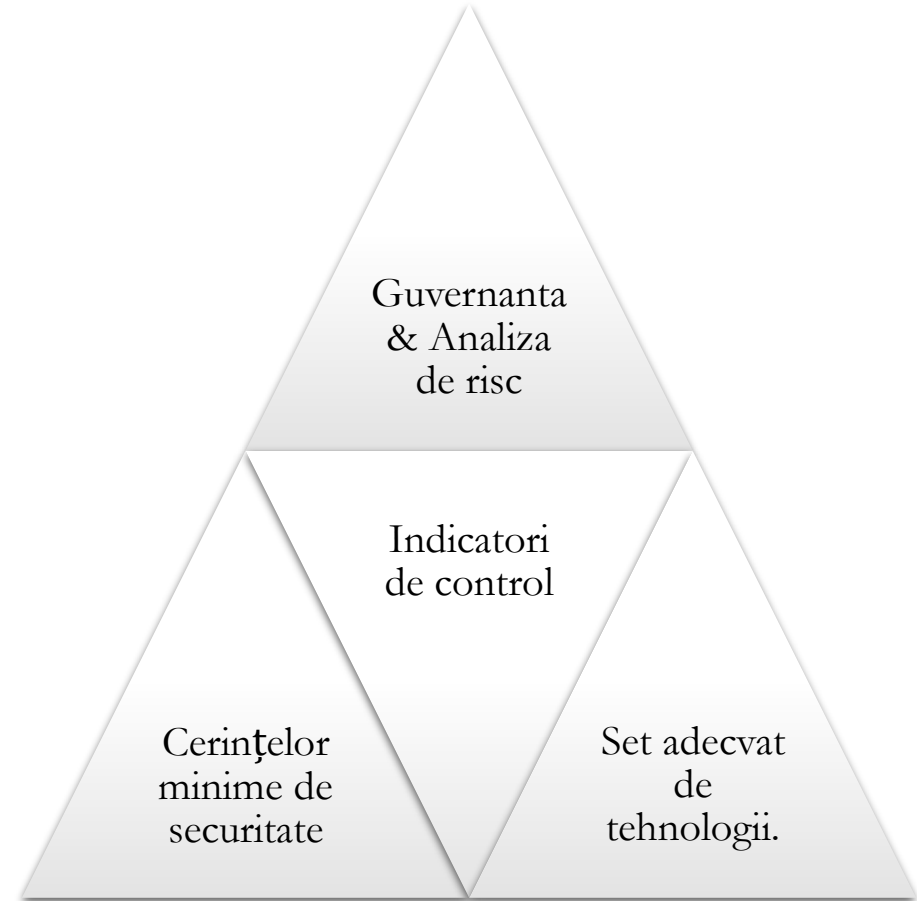 Guvernanta
& Analiza
de risc
Indicatori
de control
Cerințelor
minime de
securitate
Set adecvat
de
tehnologii.